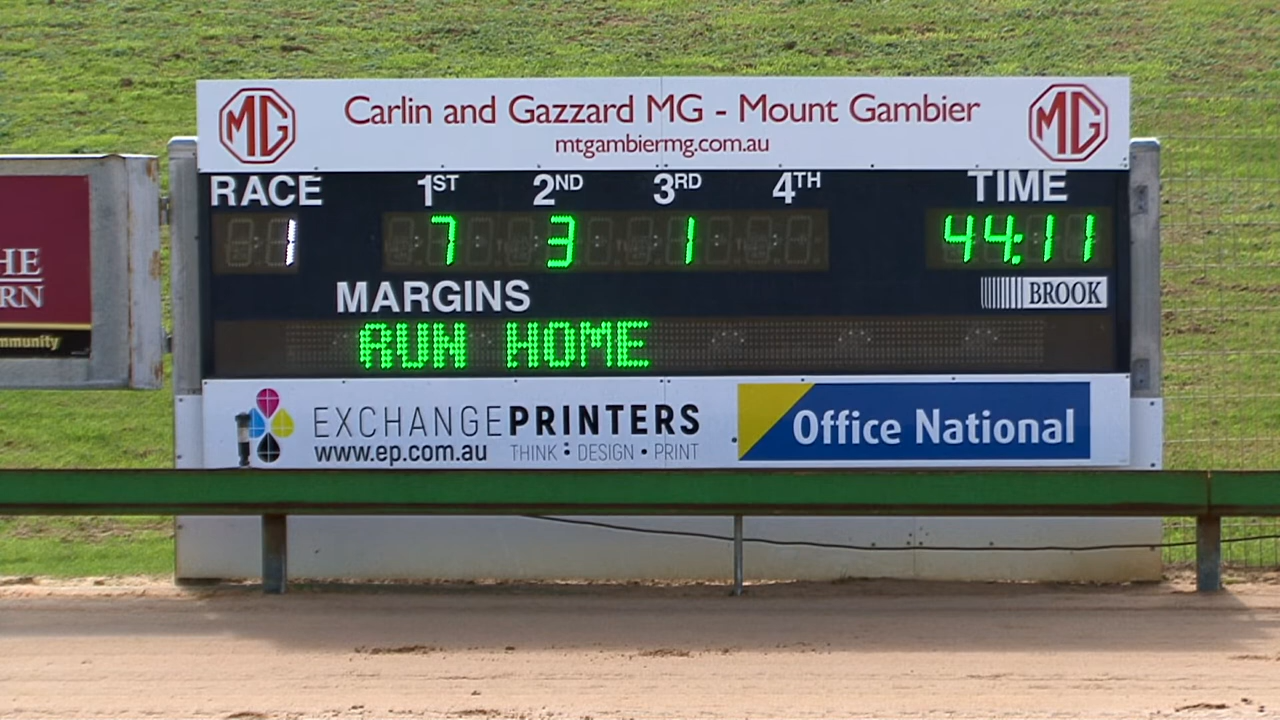 MG Carlin and Gazzard MG - Mount Gambier MG
mtgambiermg.com.au
RACE 1ST 2ND 3RD 4TH TIME
1 7 3 1 44:11
MARGINS BROOK
RUN HOME
HE
RN
mmunity
EXCHANGEPRINTERS
www.ep.com.au THINK : DESIGN • PRINT
Office National